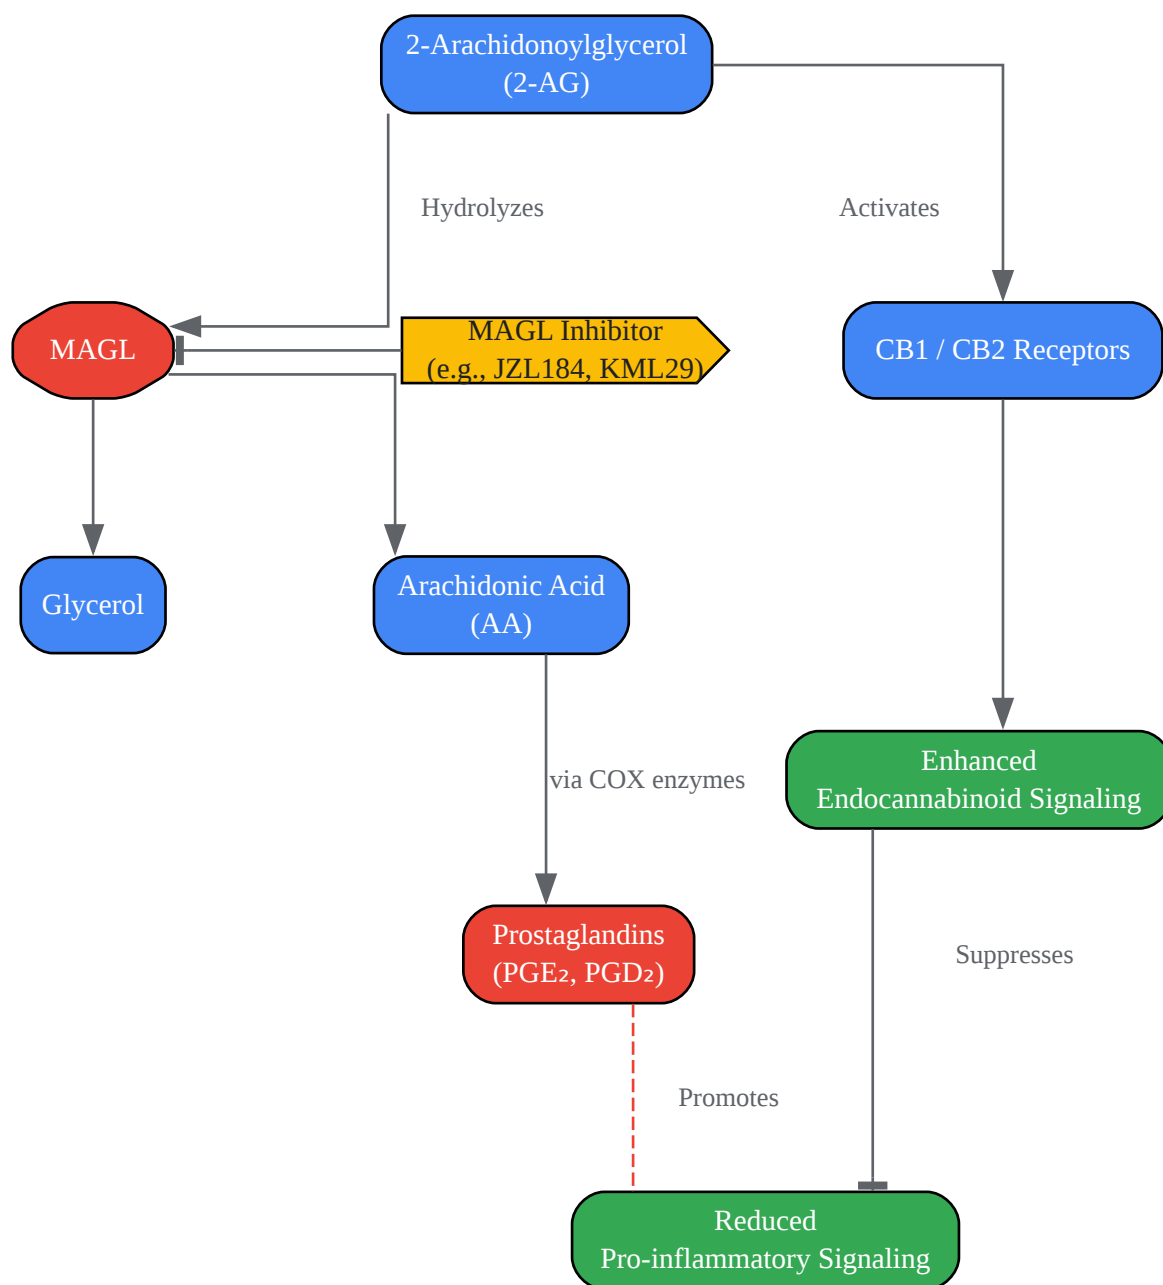 2-Arachidonoylglycerol
(2-AG)
Hydrolyzes
Activates
MAGL
MAGL Inhibitor
(e.g., JZL184, KML29)
CB1 / CB2 Receptors
Glycerol
Arachidonic Acid
(AA)
Enhanced
Endocannabinoid Signaling
via COX enzymes
Prostaglandins
(PGE₂, PGD₂)
Suppresses
Promotes
Reduced
Pro-inflammatory Signaling